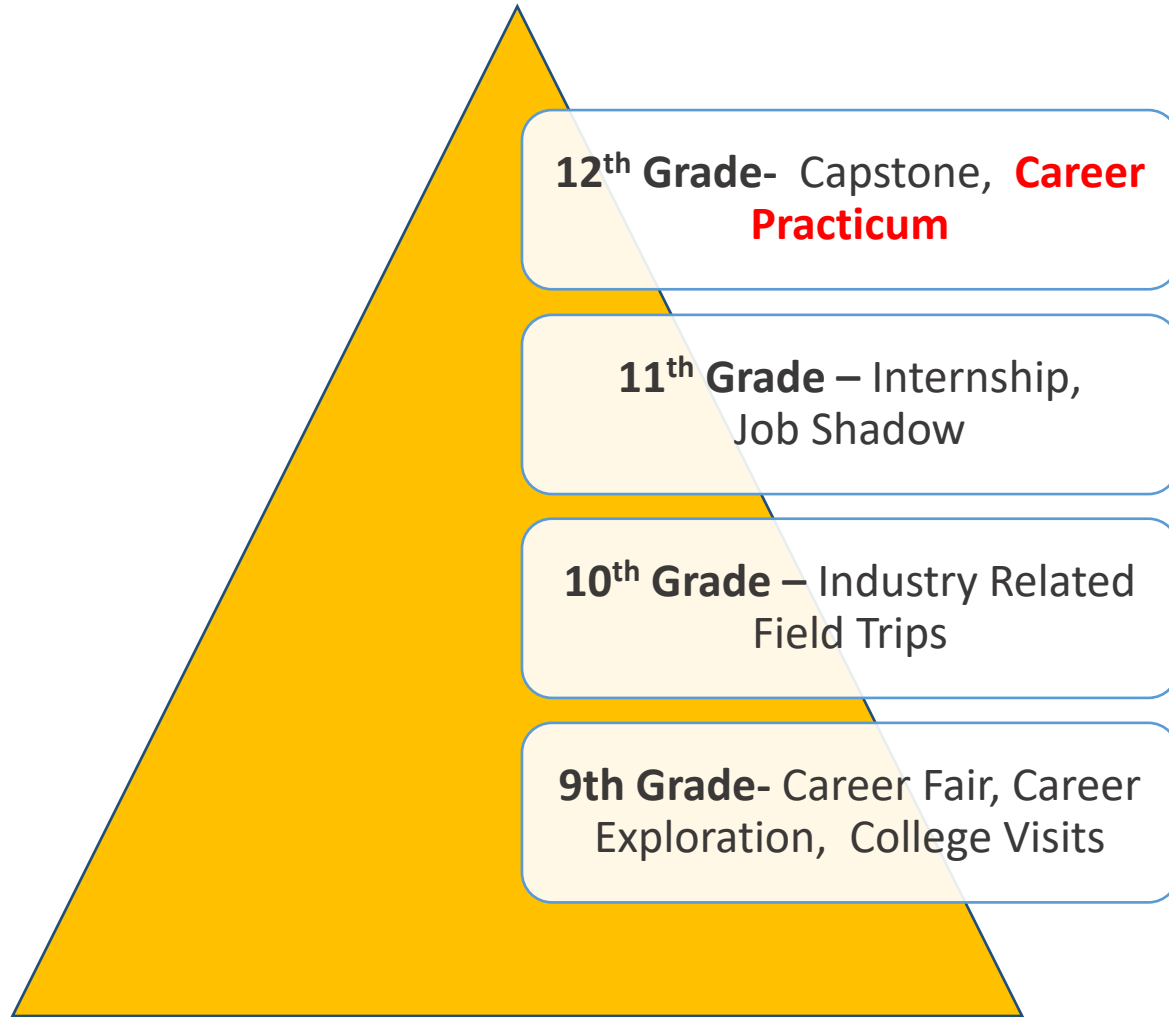 12th Grade- Capstone, Career
Practicum
11th Grade – Internship,
Job Shadow
10th Grade – Industry Related
Field Trips
9th Grade- Career Fair, Career
Exploration, College Visits